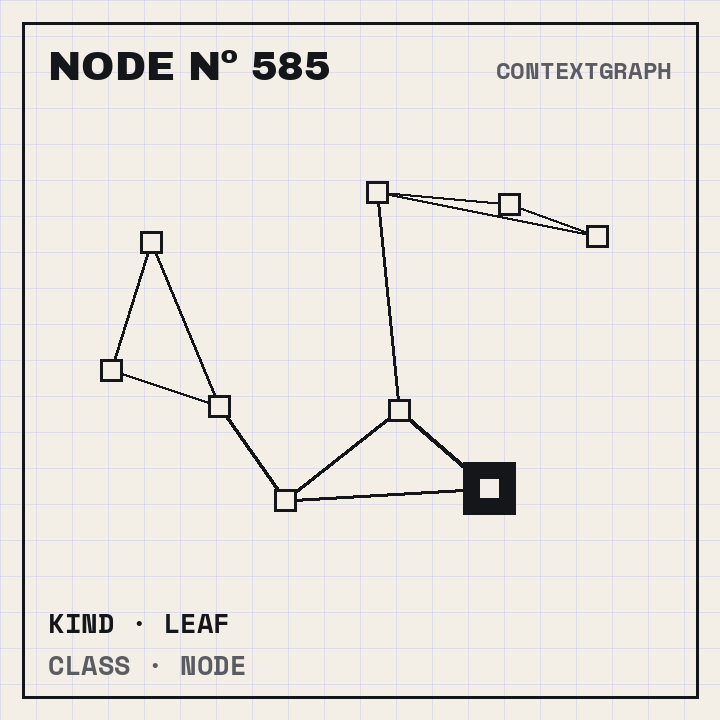 NODE Nº 585
CONTEXTGRAPH
KIND · LEAF
CLASS · NODE